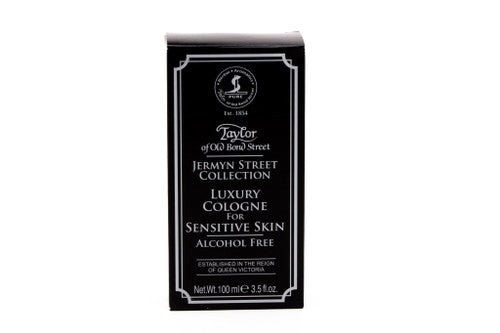 PURE
Est. 1854
Taylor
of Old Bond Street
JERMYN STREET
COLLECTION
LUXURY
COLOGNE
FOR
SENSITIVE SKIN
ALCOHOL FREE
ESTABLISHED IN THE REIGN
OF QUEEN VICTORIA
Net.Wt. 100 ml ℮ 3.5 fl.oz.